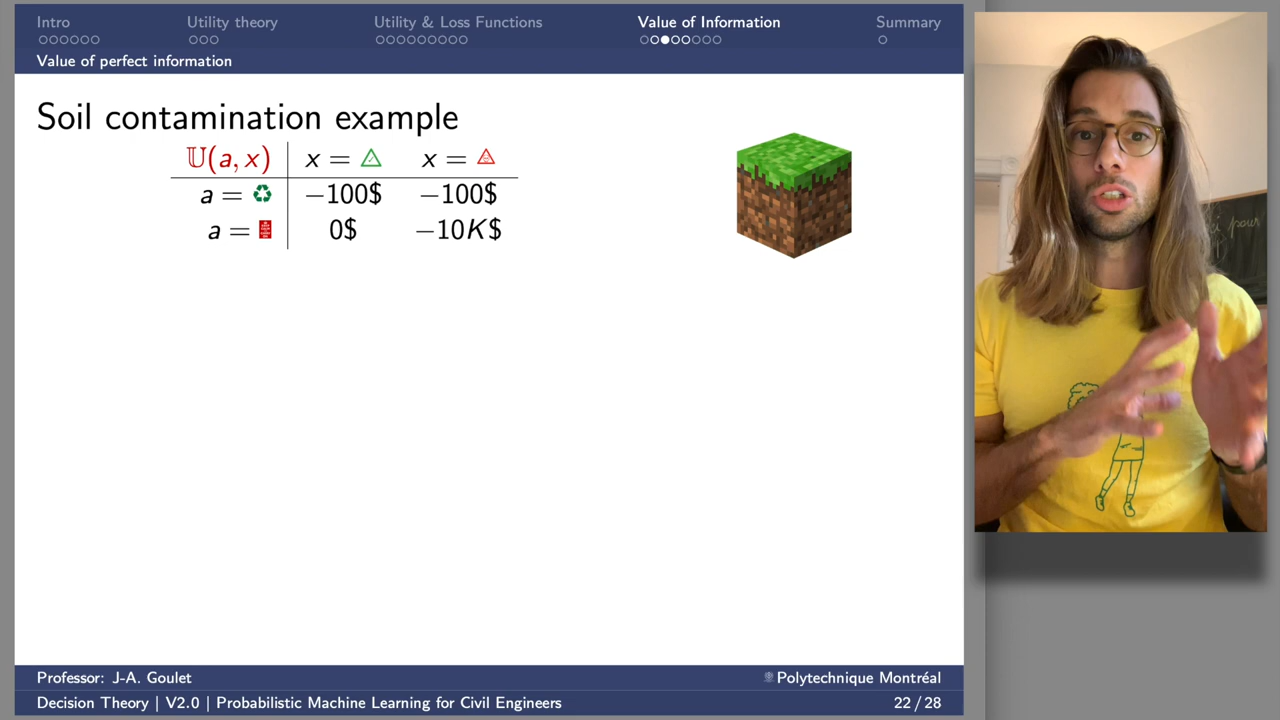 Intro
Utility theory
Utility & Loss Functions
Value of Information
Summary
Value of perfect information
Soil contamination example
𝕌(a, x) x = x =
a = −100$ −100$
a = 0$ −10K$
Professor: J-A. Goulet
Polytechnique Montréal
Decision Theory | V2.0 | Probabilistic Machine Learning for Civil Engineers
22 / 28
pour